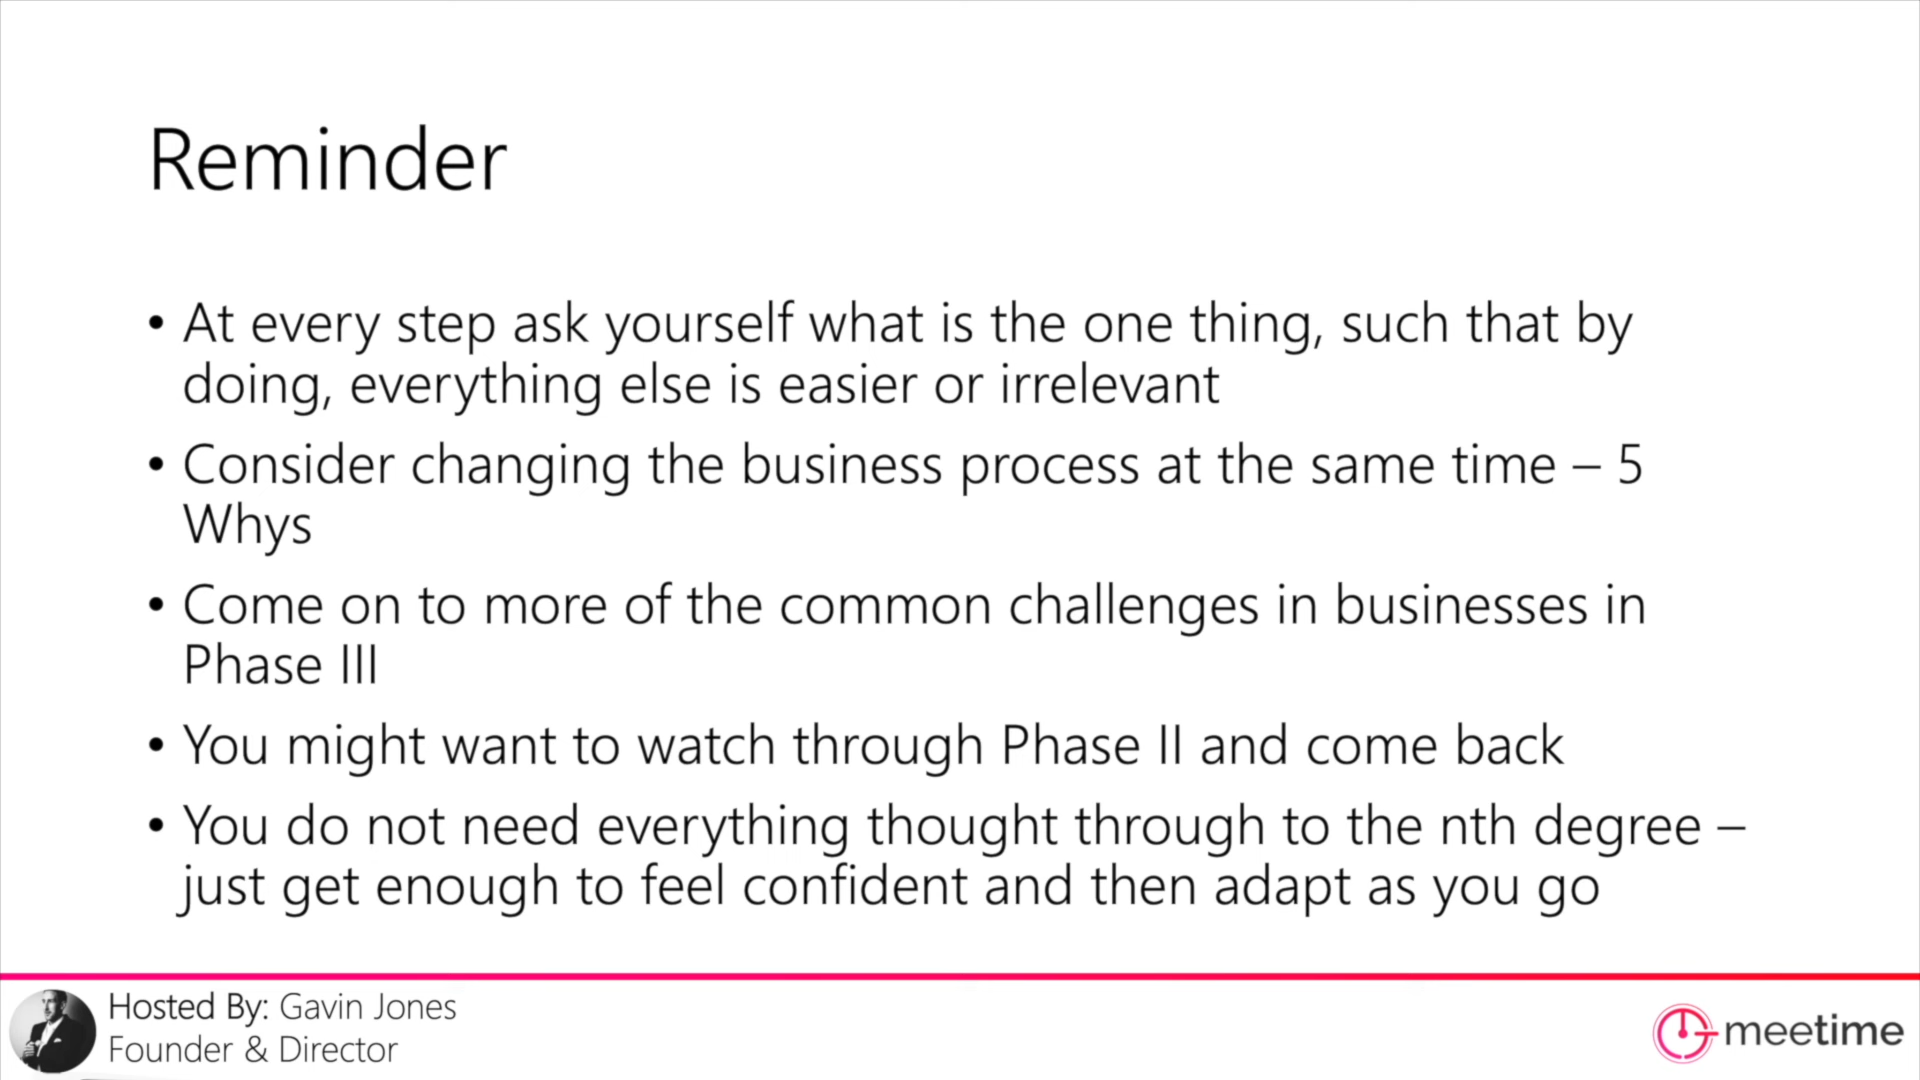 Reminder
• At every step ask yourself what is the one thing, such that by
doing, everything else is easier or irrelevant
• Consider changing the business process at the same time – 5
Whys
• Come on to more of the common challenges in businesses in
Phase III
• You might want to watch through Phase II and come back
• You do not need everything thought through to the nth degree –
just get enough to feel confident and then adapt as you go
Hosted By: Gavin Jones
Founder & Director
meetime